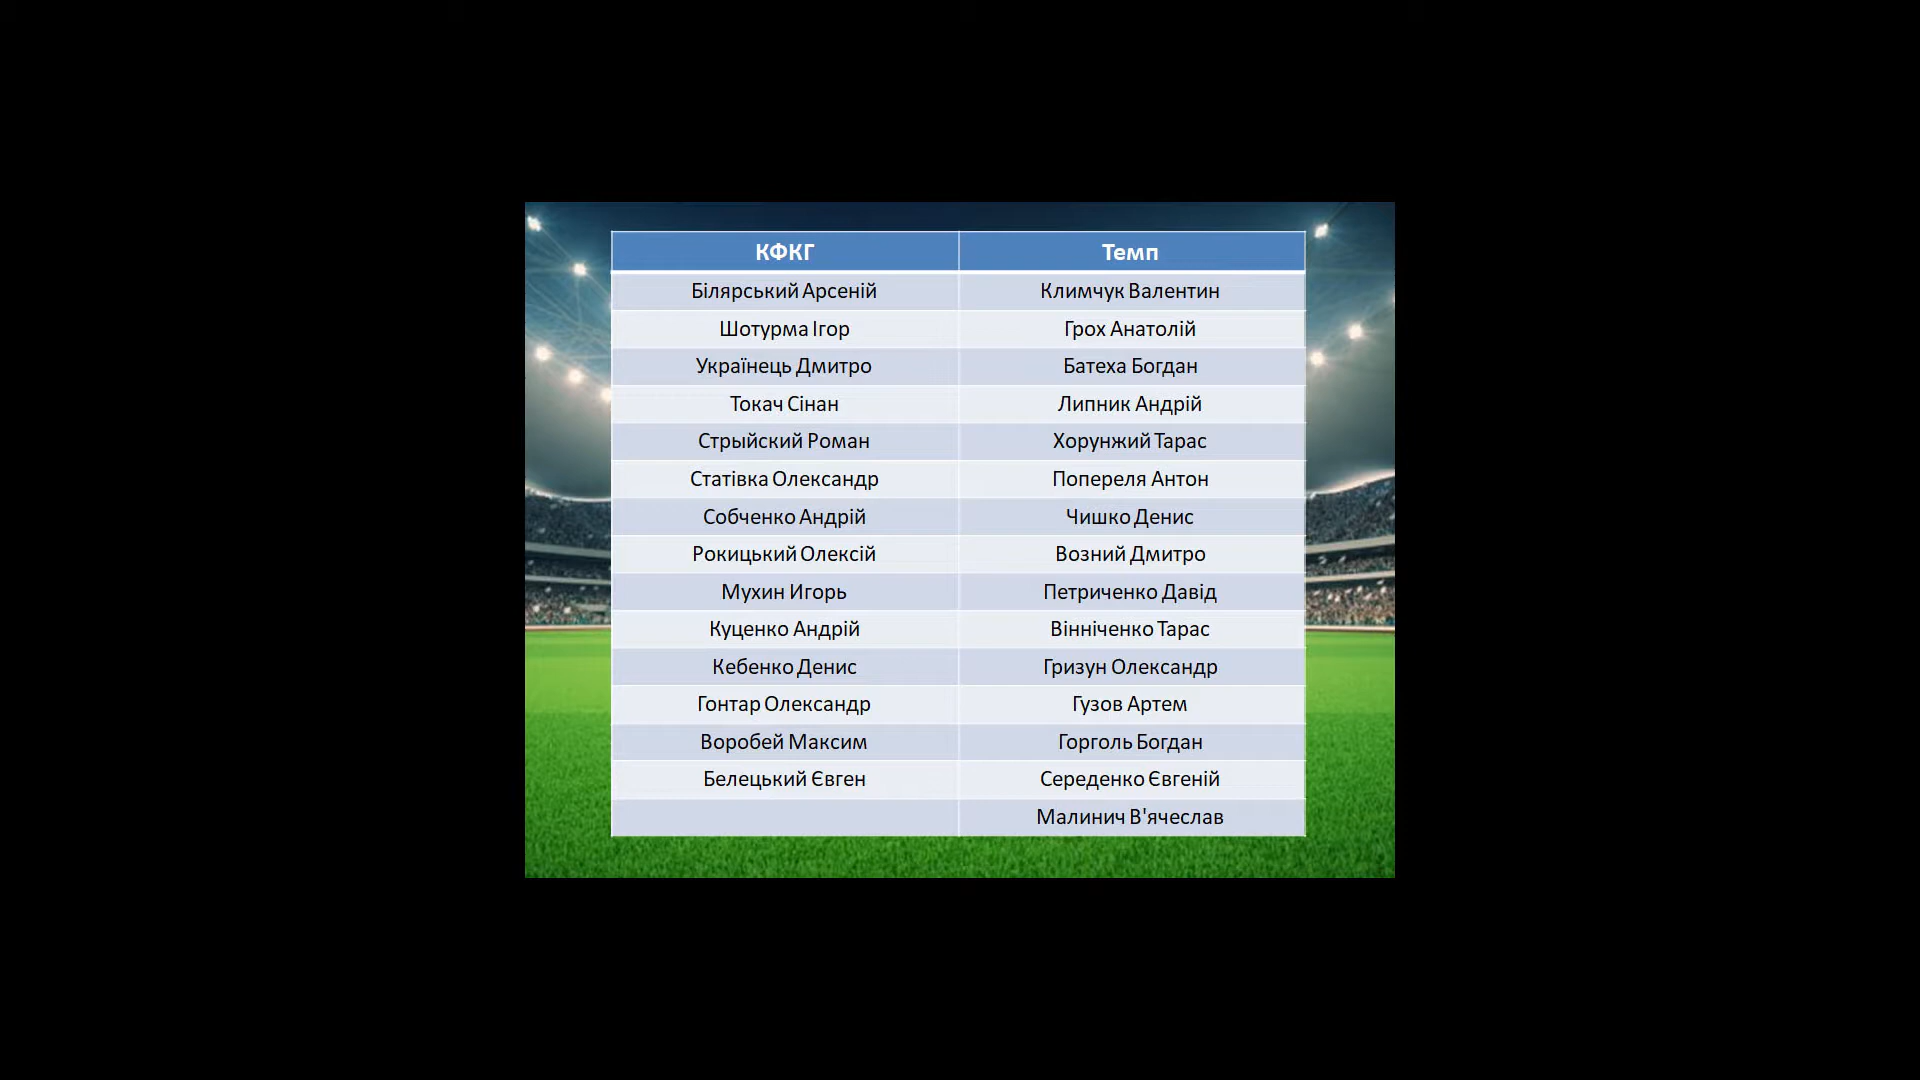 КФКГ Темп
Білярський Арсеній Климчук Валентин
Шотурма Ігор Грох Анатолій
Українець Дмитро Батеха Богдан
Токач Сінан Липник Андрій
Стрыйский Роман Хорунжий Тарас
Статівка Олександр Попереля Антон
Собченко Андрій Чишко Денис
Рокицький Олексій Возний Дмитро
Мухин Игорь Петриченко Давід
Куценко Андрій Вінніченко Тарас
Кебенко Денис Гризун Олександр
Гонтар Олександр Гузов Артем
Воробей Максим Горголь Богдан
Белецький Євген Середенко Євгеній
Малинич В'ячеслав